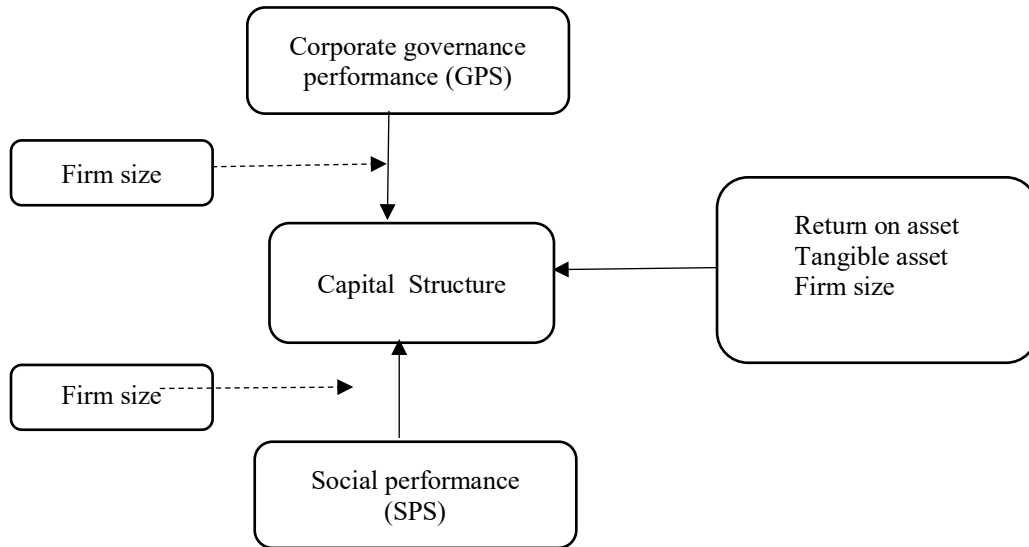 Corporate governance
performance (GPS)
Firm size
Return on asset
Tangible asset
Firm size
Capital Structure
Firm size
Social performance
(SPS)